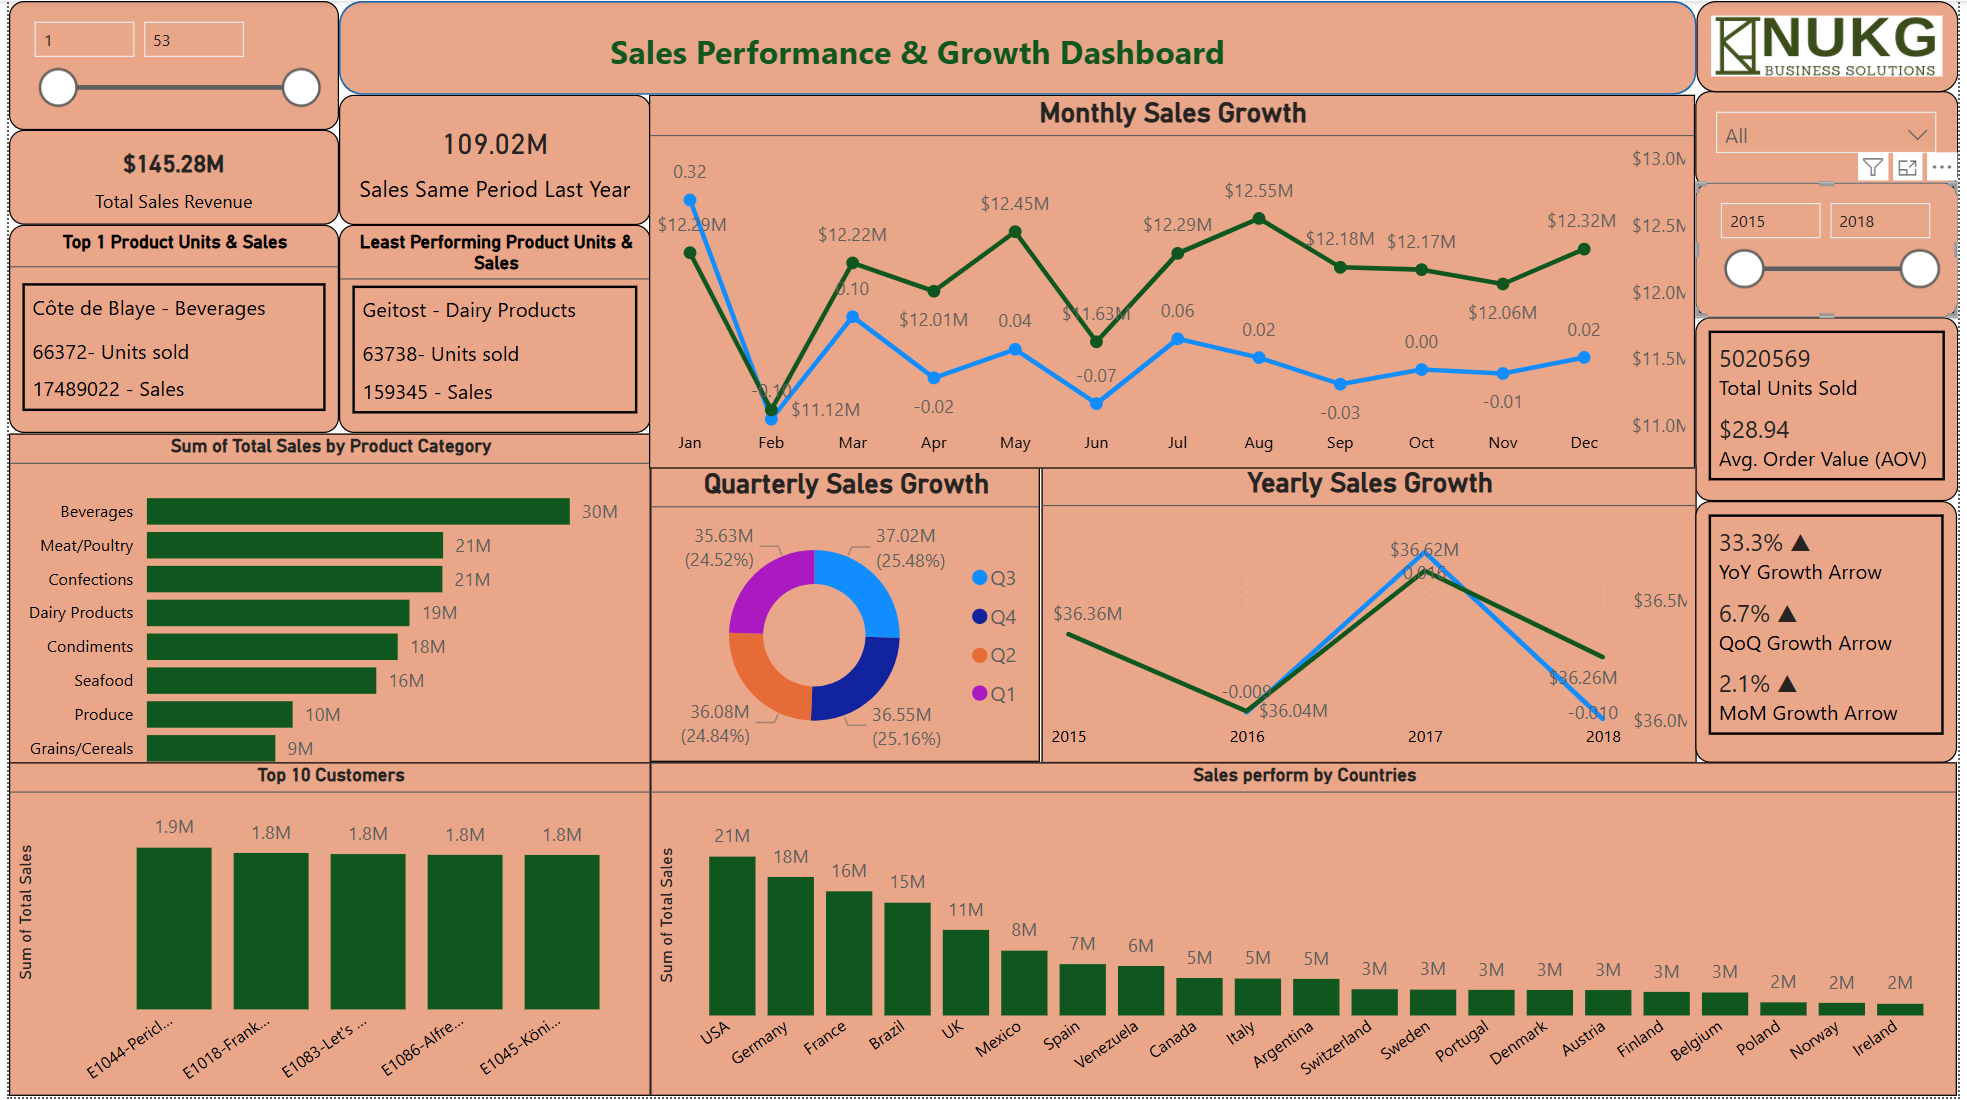 1
53
Sales Performance & Growth Dashboard
NUKG
BUSINESS SOLUTIONS
$145.28M
Total Sales Revenue
109.02M
Sales Same Period Last Year
Top 1 Product Units & Sales
Côte de Blaye - Beverages
66372- Units sold
17489022 - Sales
Least Performing Product Units &
Sales
Geitost - Dairy Products
63738- Units sold
159345 - Sales
Monthly Sales Growth
0.32
$12.29M
-0.10
$11.12M
$12.22M
0.10
$12.01M
-0.02
$12.45M
0.04
$11.63M
-0.07
$12.29M
0.06
$12.55M
0.02
$12.18M
-0.03
$12.17M
0.00
$12.06M
-0.01
$12.32M
0.02
$13.0M
$12.5M
$12.0M
$11.5M
$11.0M
Jan
Feb
Mar
Apr
May
Jun
Jul
Aug
Sep
Oct
Nov
Dec
All
2015
2018
5020569
Total Units Sold
$28.94
Avg. Order Value (AOV)
33.3% ▲
YoY Growth Arrow
6.7% ▲
QoQ Growth Arrow
2.1% ▲
MoM Growth Arrow
Sum of Total Sales by Product Category
Beverages 30M
Meat/Poultry 21M
Confections 21M
Dairy Products 19M
Condiments 18M
Seafood 16M
Produce 10M
Grains/Cereals 9M
Quarterly Sales Growth
35.63M
(24.52%)
37.02M
(25.48%)
36.08M
(24.84%)
36.55M
(25.16%)
Q3
Q4
Q2
Q1
Yearly Sales Growth
$36.36M
-0.009
$36.04M
$36.62M
0.016
$36.26M
-0.010
$36.5M
$36.0M
2015
2016
2017
2018
Top 10 Customers
Sum of Total Sales
1.9M
1.8M
1.8M
1.8M
1.8M
E1044-Pericl...
E1018-Frank...
E1083-Let's ...
E1086-Alfre...
E1045-Köni...
Sales perform by Countries
Sum of Total Sales
21M
18M
16M
15M
11M
8M
7M
6M
5M
5M
5M
3M
3M
3M
3M
3M
3M
3M
2M
2M
2M
USA
Germany
France
Brazil
UK
Mexico
Spain
Venezuela
Canada
Italy
Argentina
Switzerland
Sweden
Portugal
Denmark
Austria
Finland
Belgium
Poland
Norway
Ireland